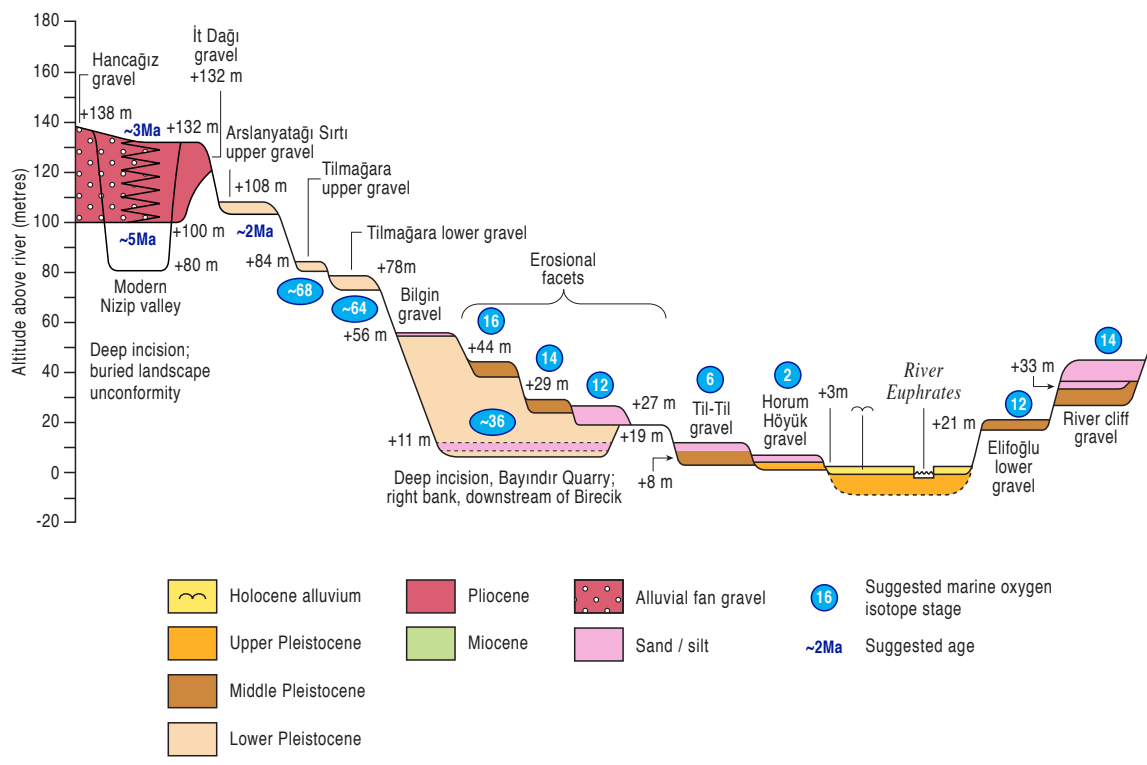 180
160
140
120
100
80
60
40
20
0
-20
Altitude above river (metres)
Hancağız
gravel
+138 m
~3Ma
+132 m
İt Dağı
gravel
+132 m
Arslanyatağı Sırtı
upper gravel
+108 m
~5Ma
+100 m
+80 m
Modern
Nizip valley
Deep incision;
buried landscape
unconformity
~2Ma
Tilmağara
upper gravel
+84 m
~68
Tilmağara lower gravel
+78m
~64
Bilgin
gravel
+56 m
Erosional
facets
16
+44 m
14
+29 m
12
+27 m
~36
+11 m
+19 m
Deep incision, Bayındır Quarry;
right bank, downstream of Birecik
6
Til-Til
gravel
+8 m
2
Horum
Höyük
gravel
+3m
River
Euphrates
+21 m
12
Elifoğlu
lower
gravel
+33 m
14
River cliff
gravel
Holocene alluvium
Upper Pleistocene
Middle Pleistocene
Lower Pleistocene
Pliocene
Miocene
Alluvial fan gravel
Sand / silt
16
Suggested marine oxygen
isotope stage
~2Ma
Suggested age